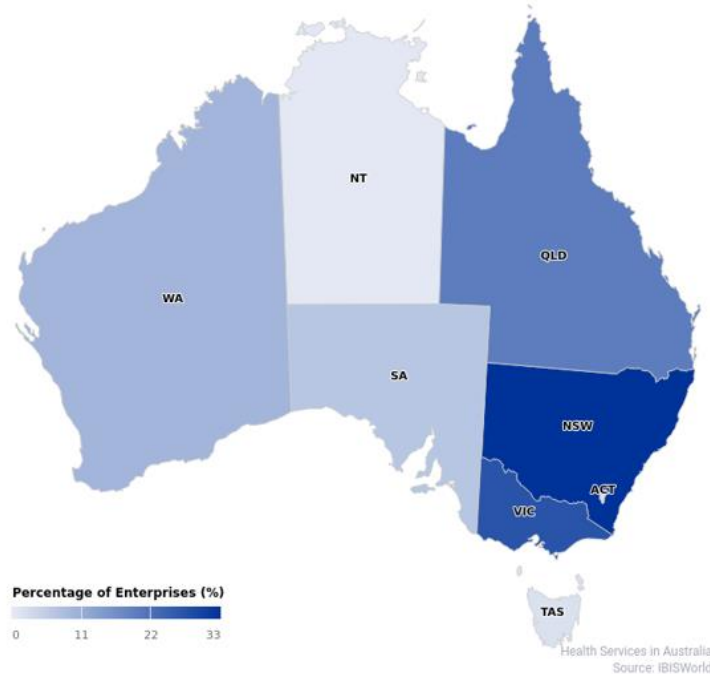 NT
QLD
WA
SA
NSW
ACT
VIC
Percentage of Enterprises (%)
0 11 22 33
TAS
Health Services in Australia
Source: IBISWorld